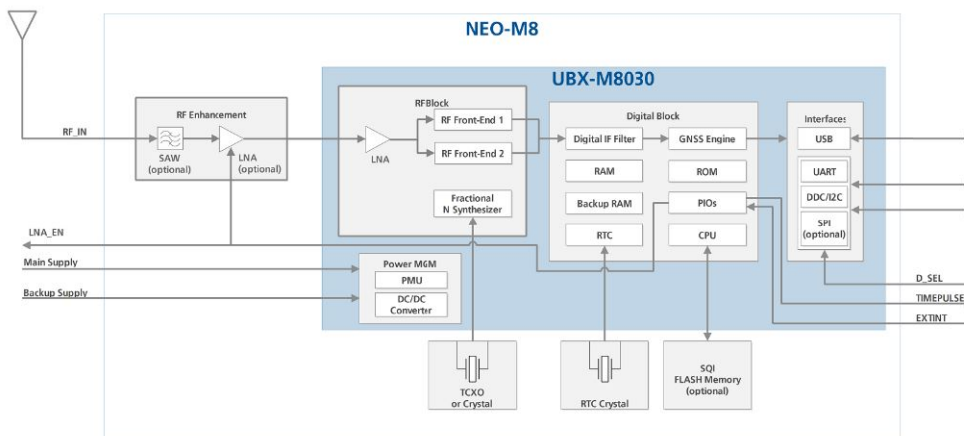 NEO-M8
UBX-M8030
RF Enhancement
RF_IN
SAW
(optional)
LNA
(optional)
RFBlock
LNA
RF Front-End 1
RF Front-End 2
Fractional
N Synthesizer
Digital Block
Digital IF Filter
GNSS Engine
RAM
ROM
Backup RAM
PIOs
RTC
CPU
Interfaces
USB
UART
DDC/I2C
SPI
(optional)
LNA_EN
Main Supply
Backup Supply
Power MGM
PMU
DC/DC
Converter
D_SEL
TIMEPULSE
EXTINT
TCXO
or Crystal
RTC Crystal
SQI
FLASH Memory
(optional)